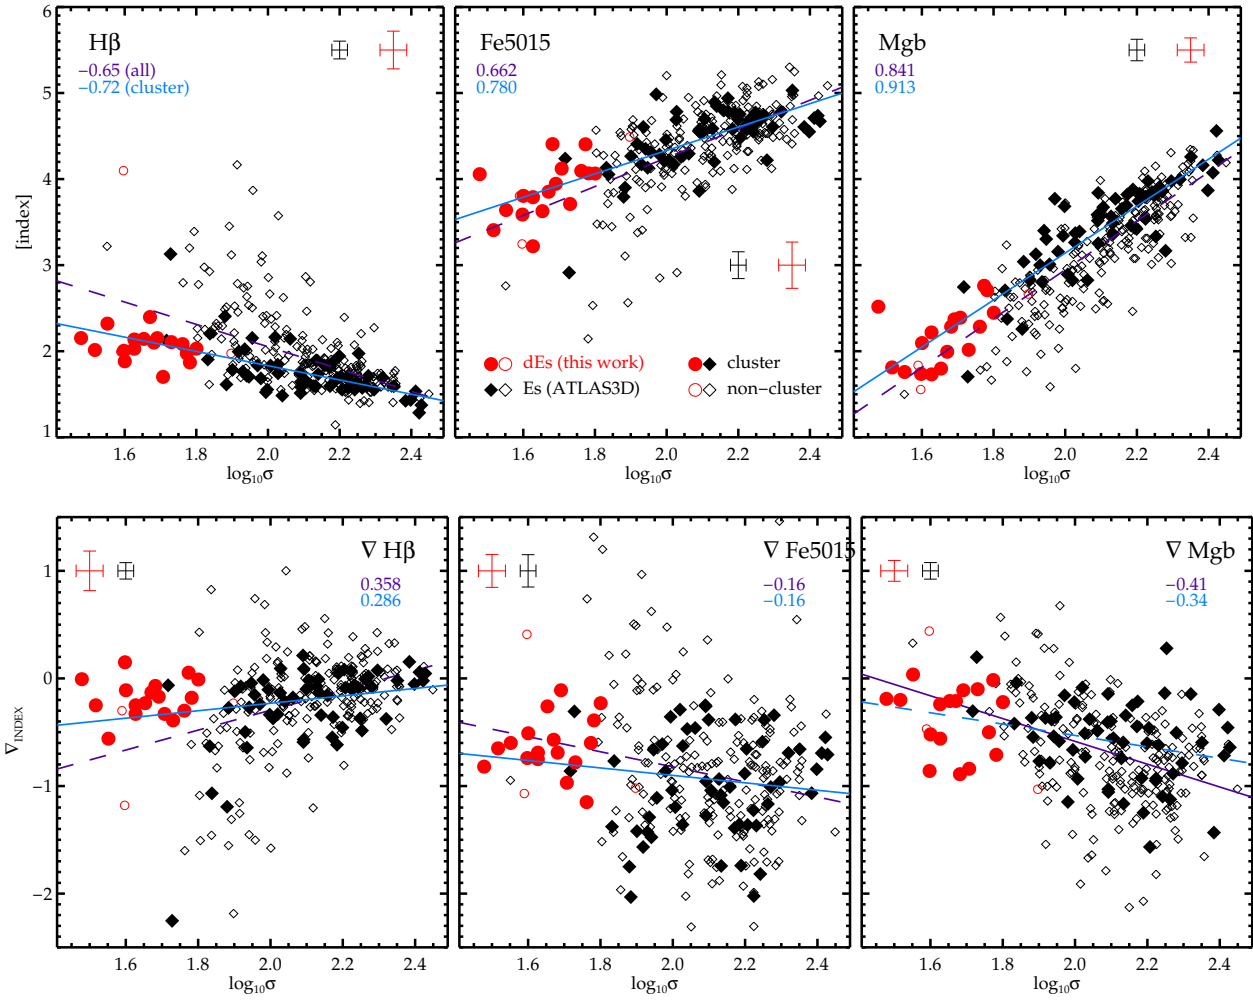 Hβ
−0.65 (all)
−0.72 (cluster)
Fe5015
0.662
0.780
Mgb
0.841
0.913
6
5
4
3
2
1
[index]
dEs (this work)
Es (ATLAS3D)
cluster
non−cluster
1.6 1.8 2.0 2.2 2.4
1.6 1.8 2.0 2.2 2.4
1.6 1.8 2.0 2.2 2.4
log₁₀σ
log₁₀σ
log₁₀σ
∇ Hβ
0.358
0.286
∇ Fe5015
−0.16
−0.16
∇ Mgb
−0.41
−0.34
1
0
−1
−2
∇INDEX
1.6 1.8 2.0 2.2 2.4
1.6 1.8 2.0 2.2 2.4
1.6 1.8 2.0 2.2 2.4
log₁₀σ
log₁₀σ
log₁₀σ